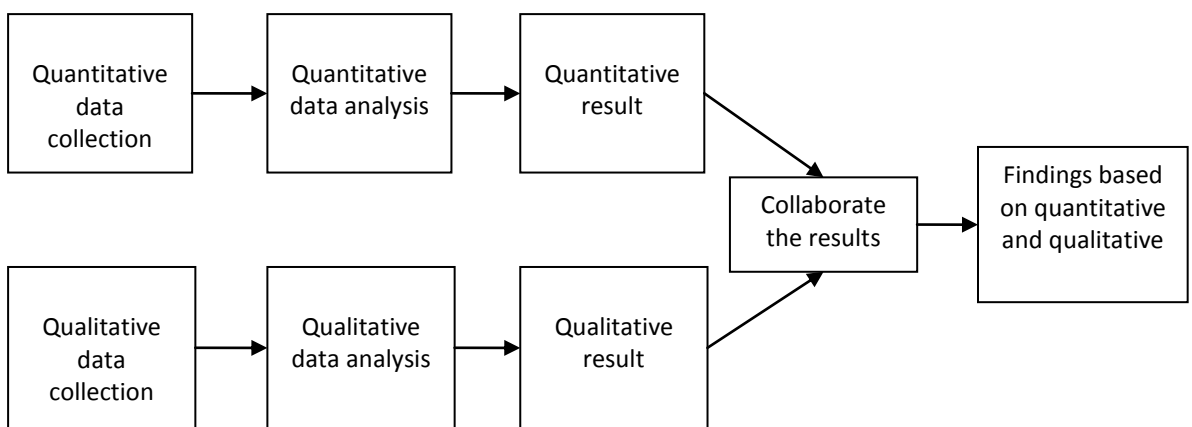 Quantitative
data
collection
Quantitative
data analysis
Quantitative
result
Collaborate
the results
Findings based
on quantitative
and qualitative
Qualitative
data
collection
Qualitative
data analysis
Qualitative
result